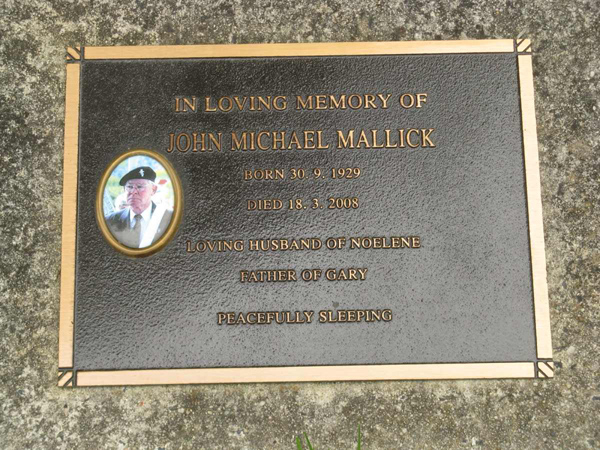 IN LOVING MEMORY OF
JOHN MICHAEL MALLICK
BORN 30. 9. 1929
DIED 18. 3. 2008
LOVING HUSBAND OF NOELENE
FATHER OF GARY
PEACEFULLY SLEEPING